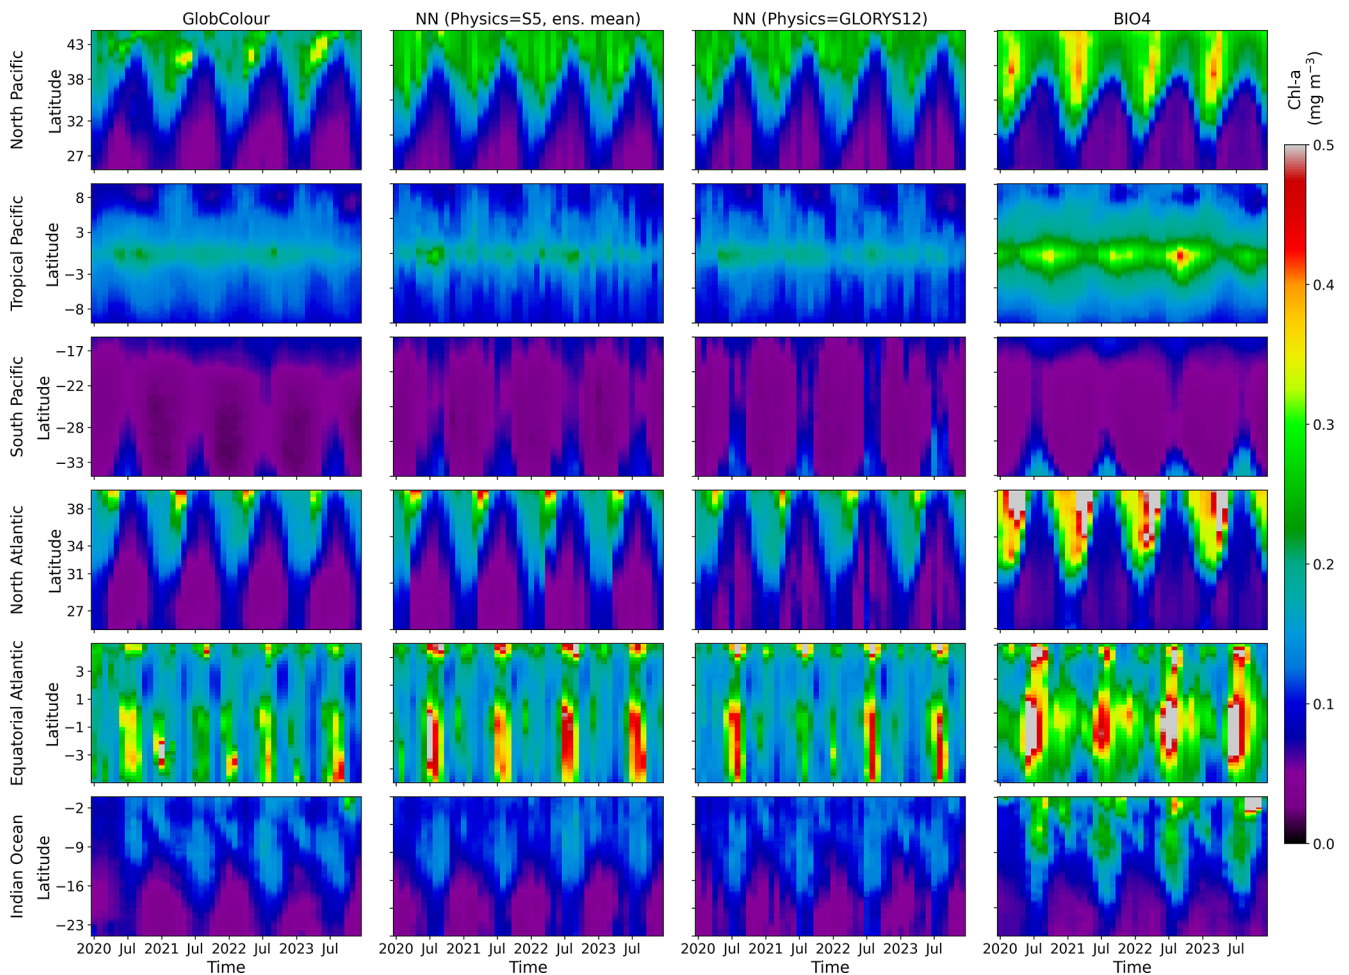 GlobColour
NN (Physics=S5, ens. mean)
NN (Physics=GLORYS12)
BIO4
North Pacific
Latitude
43
38
32
27
Tropical Pacific
Latitude
8
3
−3
−8
South Pacific
Latitude
−17
−22
−28
−33
North Atlantic
Latitude
38
34
31
27
Equatorial Atlantic
Latitude
3
1
−1
−3
Indian Ocean
Latitude
−2
−9
−16
−23
2020 Jul 2021 Jul 2022 Jul 2023 Jul
Time
2020 Jul 2021 Jul 2022 Jul 2023 Jul
Time
2020 Jul 2021 Jul 2022 Jul 2023 Jul
Time
2020 Jul 2021 Jul 2022 Jul 2023 Jul
Time
Chl-a
(mg m⁻³)
0.5
0.4
0.3
0.2
0.1
0.0